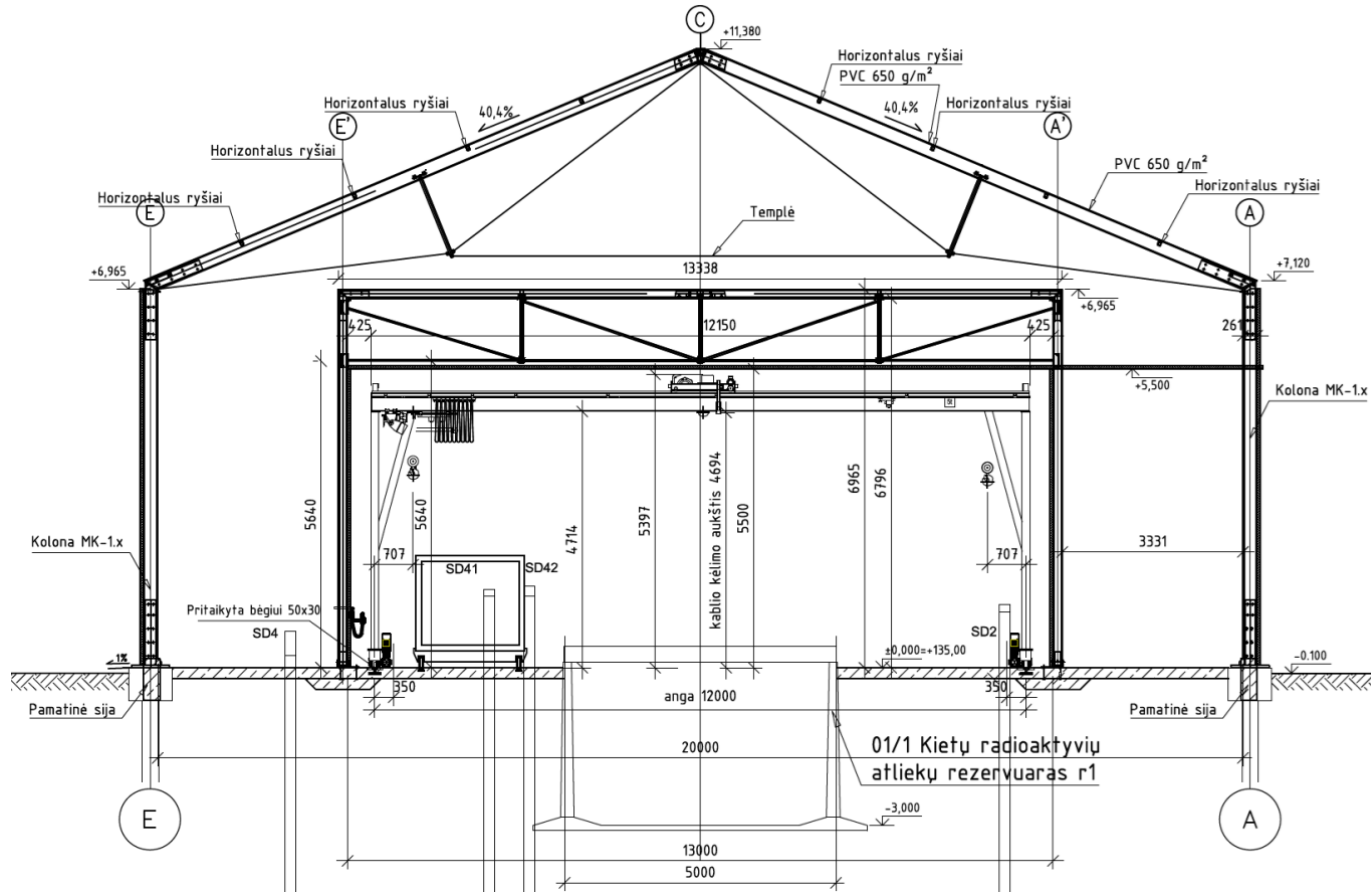 C
+11,380
Horizontalus ryšiai
PVC 650 g/m²
Horizontalus ryšiai
40,4%
40,4%
Horizontalus ryšiai
E'
A'
Horizontalus ryšiai
PVC 650 g/m²
Horizontalus ryšiai
Horizontalus ryšiai
E
A
Templė
+6,965
13338
+7,120
+6,965
425
12150
425
261
+5,500
Kolona MK-1.x
5640
5640
4714
5397
kablio kėlimo aukštis 4694
5500
6965
6796
Kolona MK-1.x
707
707
3331
SD41
SD42
Pritaikyta bėgiui 50x30
SD4
SD2
1%
±0,000=+135,00
-0.100
350
anga 12000
350
Pamatinė sija
Pamatinė sija
20000
01/1 Kietų radioaktyvių
atliekų rezervuaras r1
E
-3,000
A
13000
5000